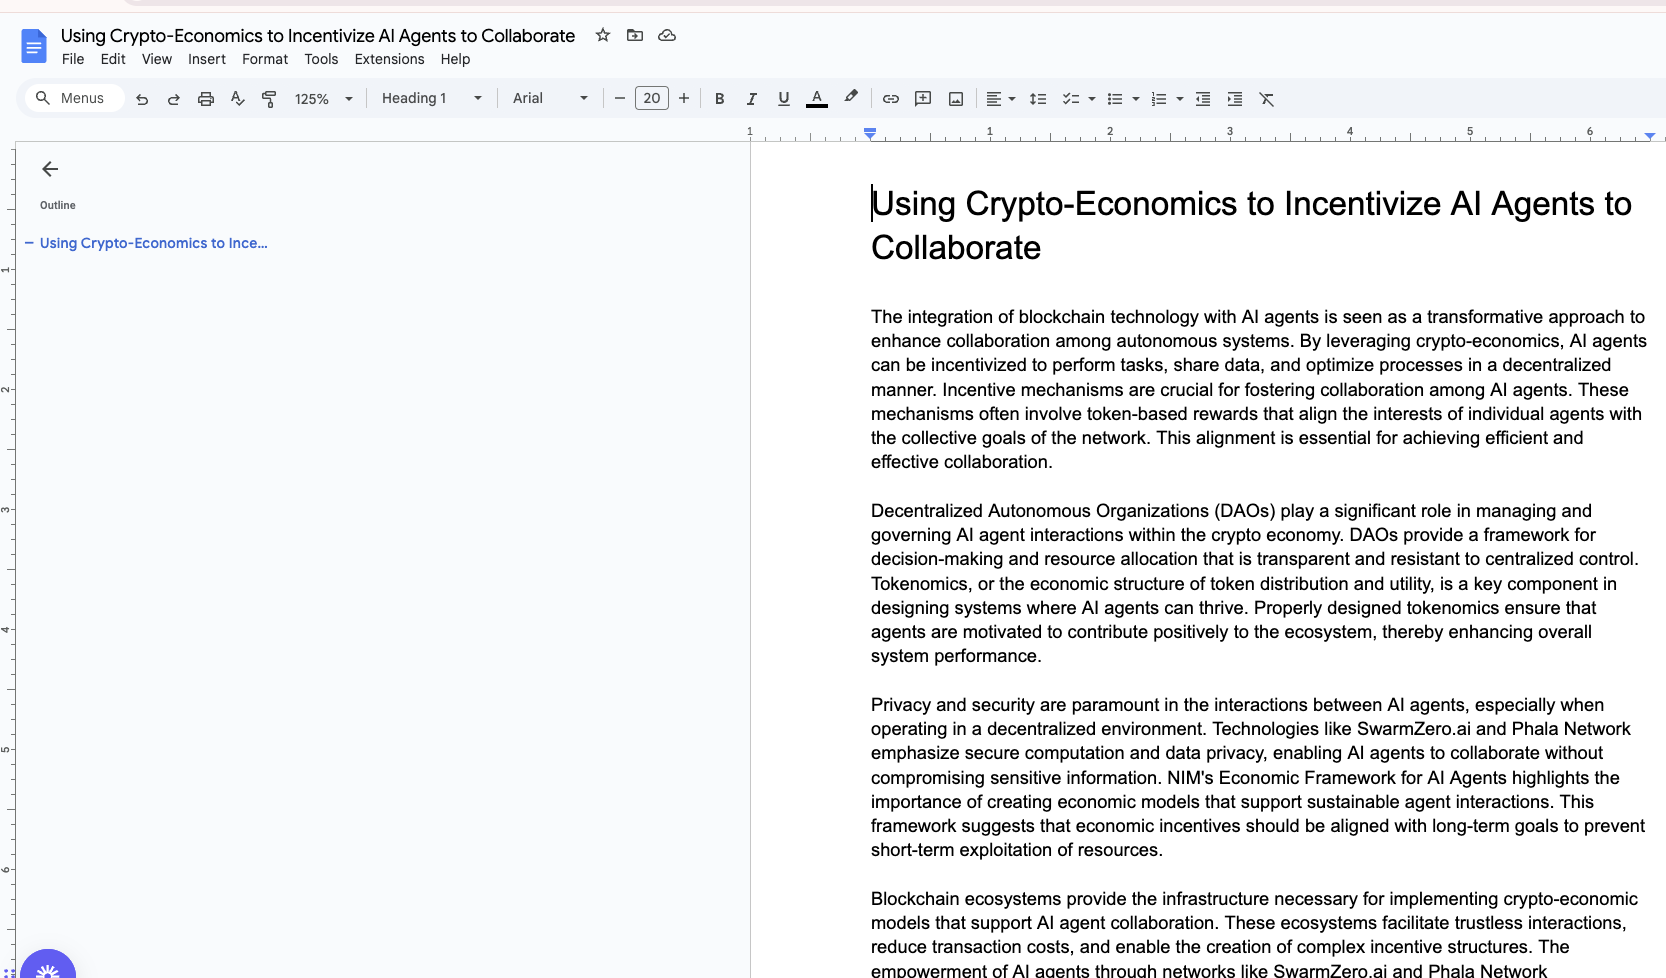 Using Crypto-Economics to Incentivize AI Agents to Collaborate
File Edit View Insert Format Tools Extensions Help
Menus 125% Heading 1 Arial 20 B I U A
1 1 2 3 4 5 6
Outline
Using Crypto-Economics to Ince...
1
2
3
4
5
6
Using Crypto-Economics to Incentivize AI Agents to
Collaborate
The integration of blockchain technology with AI agents is seen as a transformative approach to
enhance collaboration among autonomous systems. By leveraging crypto-economics, AI agents
can be incentivized to perform tasks, share data, and optimize processes in a decentralized
manner. Incentive mechanisms are crucial for fostering collaboration among AI agents. These
mechanisms often involve token-based rewards that align the interests of individual agents with
the collective goals of the network. This alignment is essential for achieving efficient and
effective collaboration.
Decentralized Autonomous Organizations (DAOs) play a significant role in managing and
governing AI agent interactions within the crypto economy. DAOs provide a framework for
decision-making and resource allocation that is transparent and resistant to centralized control.
Tokenomics, or the economic structure of token distribution and utility, is a key component in
designing systems where AI agents can thrive. Properly designed tokenomics ensure that
agents are motivated to contribute positively to the ecosystem, thereby enhancing overall
system performance.
Privacy and security are paramount in the interactions between AI agents, especially when
operating in a decentralized environment. Technologies like SwarmZero.ai and Phala Network
emphasize secure computation and data privacy, enabling AI agents to collaborate without
compromising sensitive information. NIM's Economic Framework for AI Agents highlights the
importance of creating economic models that support sustainable agent interactions. This
framework suggests that economic incentives should be aligned with long-term goals to prevent
short-term exploitation of resources.
Blockchain ecosystems provide the infrastructure necessary for implementing crypto-economic
models that support AI agent collaboration. These ecosystems facilitate trustless interactions,
reduce transaction costs, and enable the creation of complex incentive structures. The
empowerment of AI agents through networks like SwarmZero.ai and Phala Network